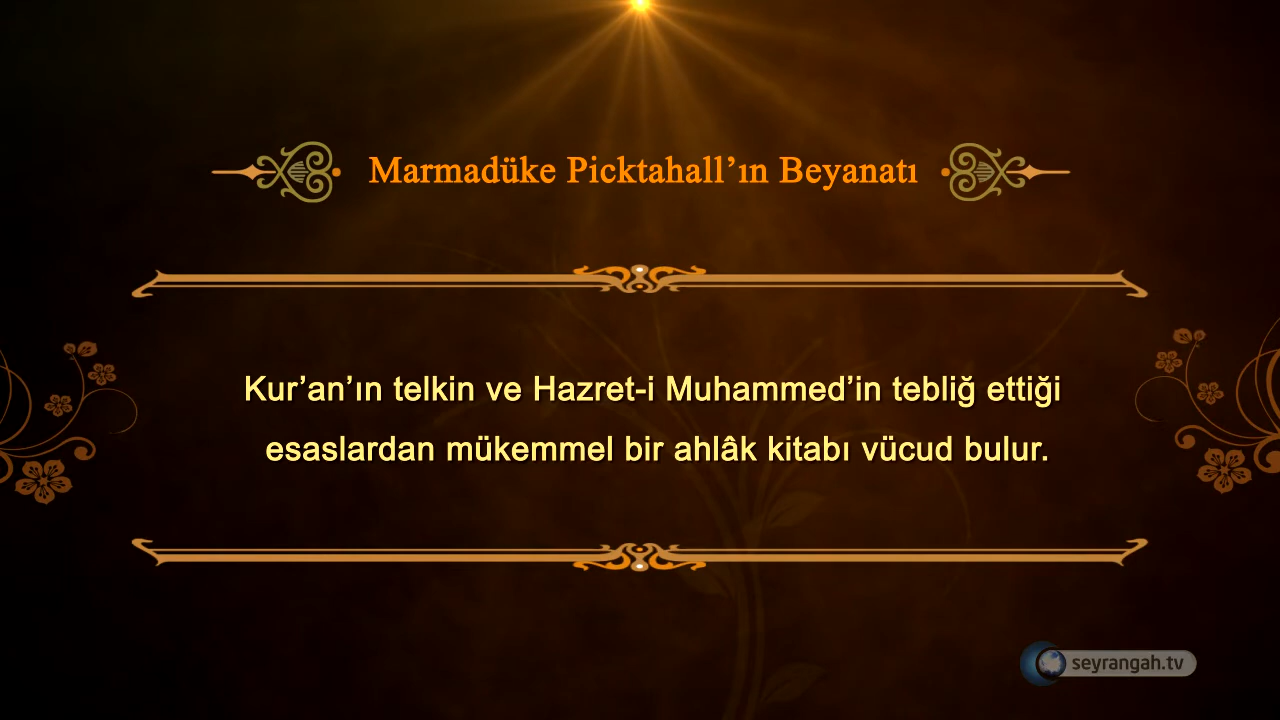 Marmadüke Picktahall’ın Beyanatı
Kur’an’ın telkin ve Hazret-i Muhammed’in tebliğ ettiği
esaslardan mükemmel bir ahlâk kitabı vücud bulur.
seyrangah.tv